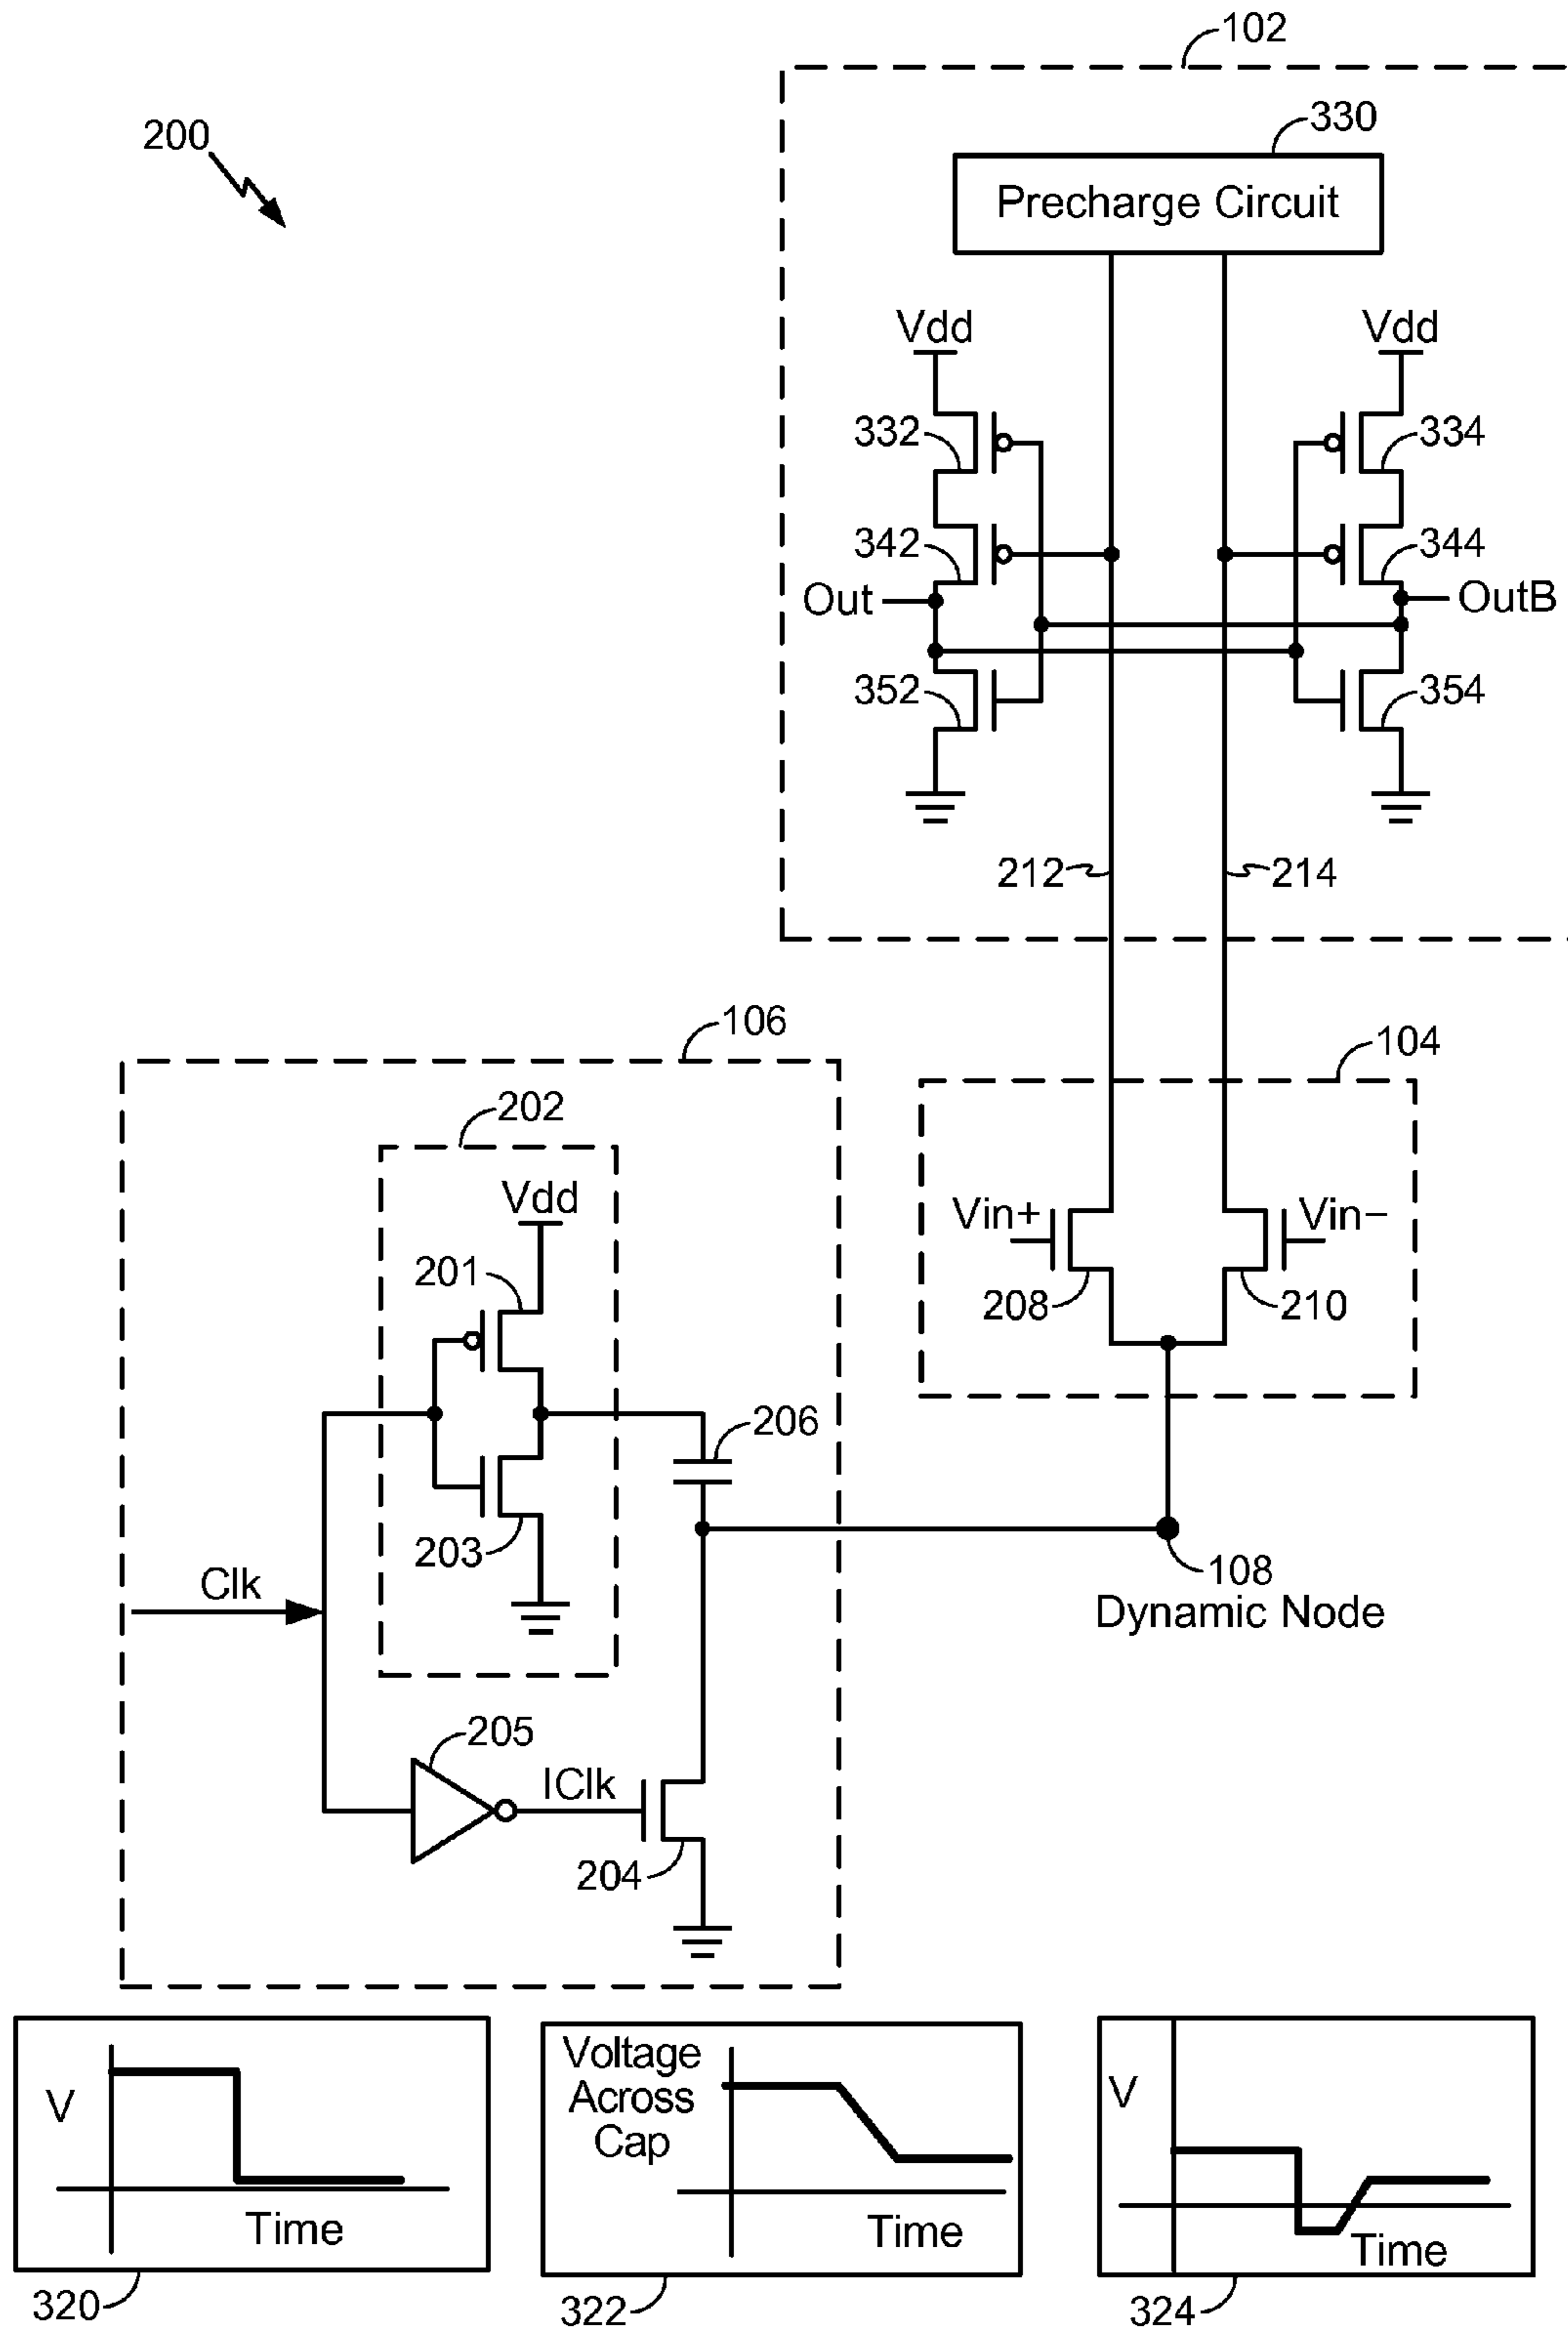 102
200
330
Precharge Circuit
Vdd
Vdd
332
334
342
344
Out
OutB
352
354
212
214
106
104
202
Vdd
Vin+
Vin−
201
208
210
206
203
Clk
108
Dynamic Node
205
IClk
204
V
Time
320
Voltage
Across
Cap
Time
322
V
Time
324